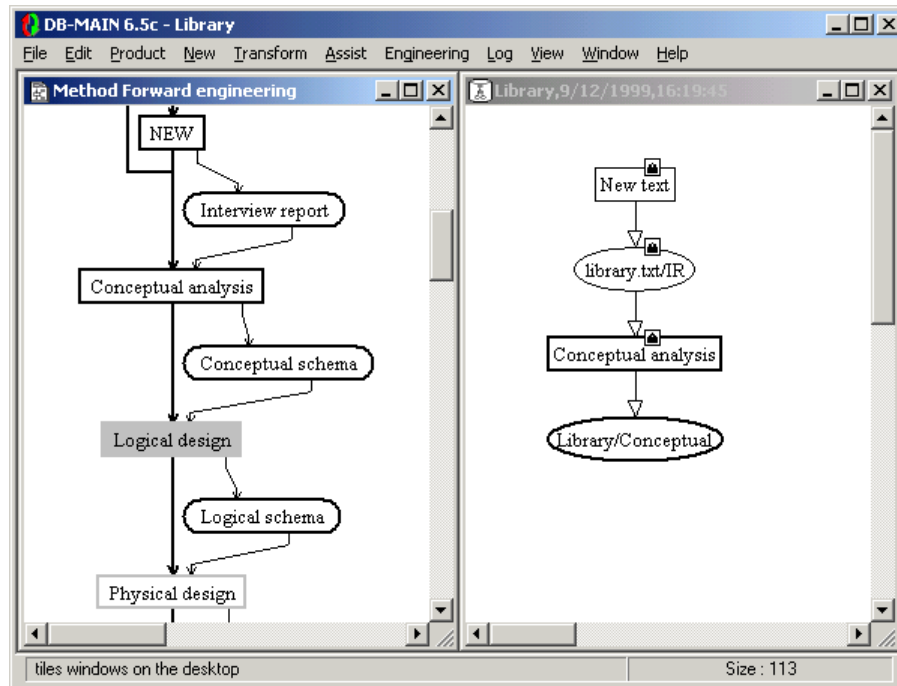 DB-MAIN 6.5c - Library
File Edit Product New Transform Assist Engineering Log View Window Help
Method Forward engineering
NEW
Interview report
Conceptual analysis
Conceptual schema
Logical design
Logical schema
Physical design
Library,9/12/1999,16:19:45
New text
library.txt/IR
Conceptual analysis
Library/Conceptual
tiles windows on the desktop
Size : 113